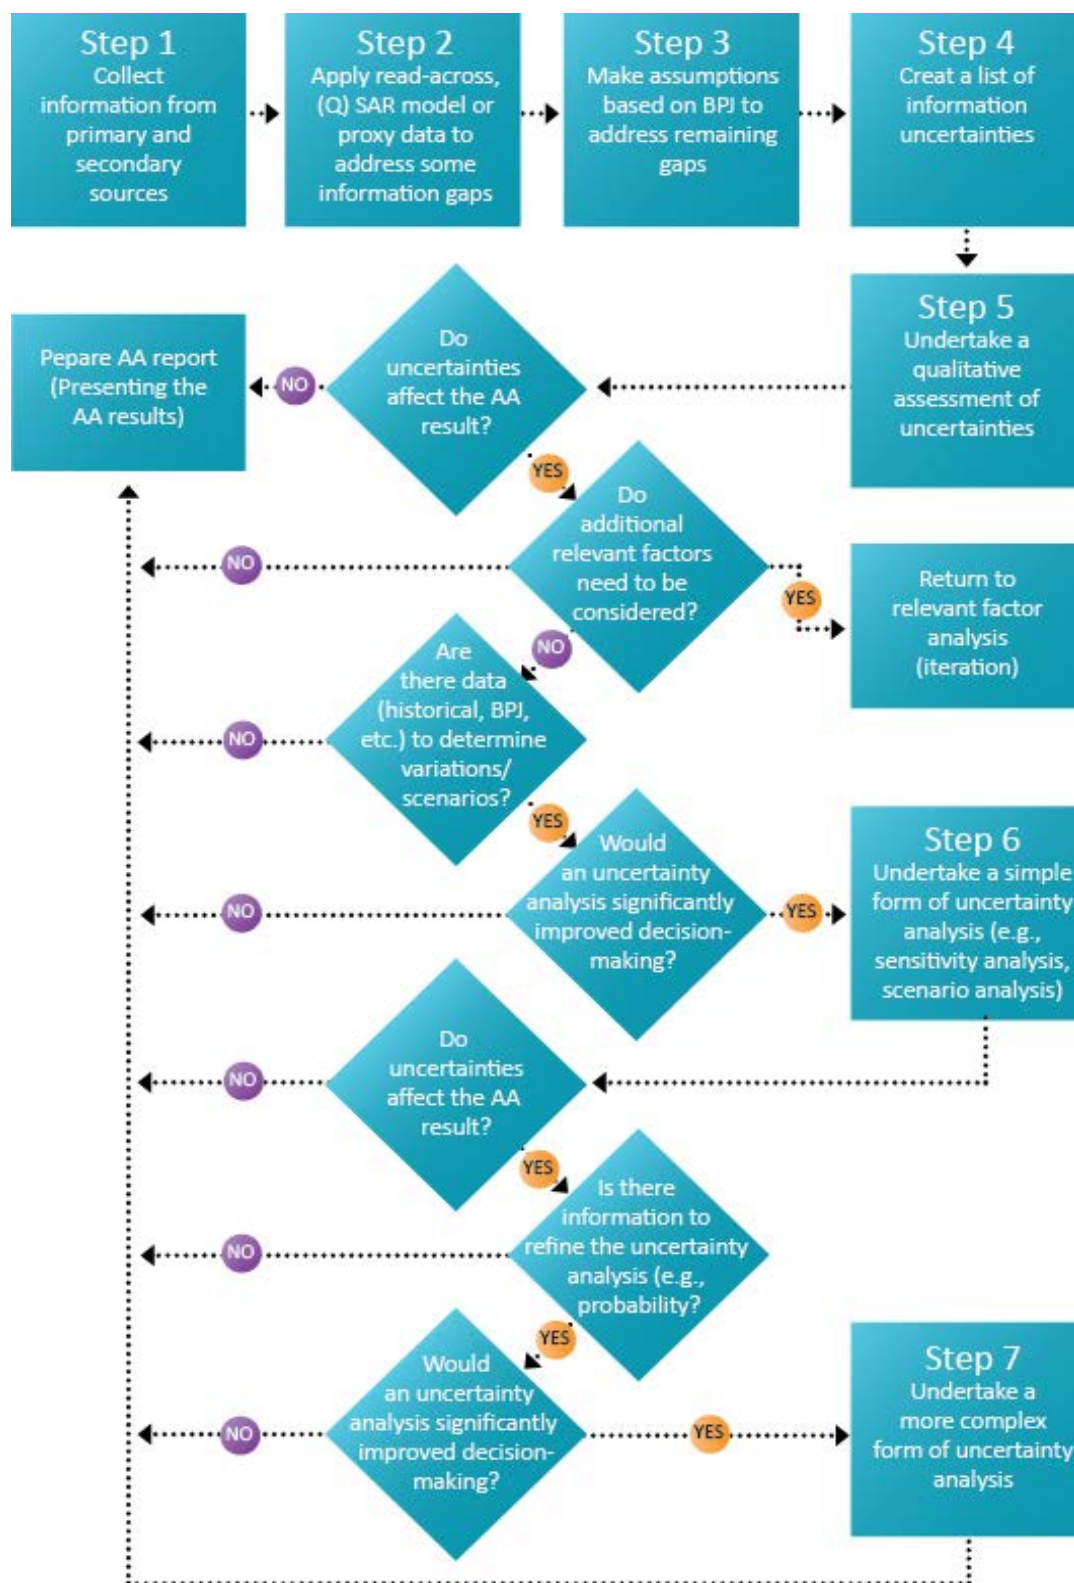 Step 1
Collect
information from
primary and
secondary
sources
Step 2
Apply read-across,
(Q) SAR model or
proxy data to
address some
information gaps
Step 3
Make assumptions
based on BPJ to
address remaining
gaps
Step 4
Creat a list of
information
uncertainties
Step 5
Undertake a
qualitative
assessment of
uncertainties
Do
uncertainties
affect the AA
result?
NO
Pepare AA report
(Presenting the
AA results)
YES
Do
additional
relevant factors
need to be
considered?
NO
YES
Return to
relevant factor
analysis
(iteration)
NO
Are
there data
(historical, BPJ,
etc.) to determine
variations/
scenarios?
NO
YES
Would
an uncertainty
analysis significantly
improved decision-
making?
NO
YES
Step 6
Undertake a simple
form of uncertainty
analysis (e.g.,
sensitivity analysis,
scenario analysis)
Do
uncertainties
affect the AA
result?
NO
YES
Is there
information to
refine the uncertainty
analysis (e.g.,
probability?
NO
YES
Would
an uncertainty
analysis significantly
improved decision-
making?
NO
YES
Step 7
Undertake a
more complex
form of uncertainty
analysis